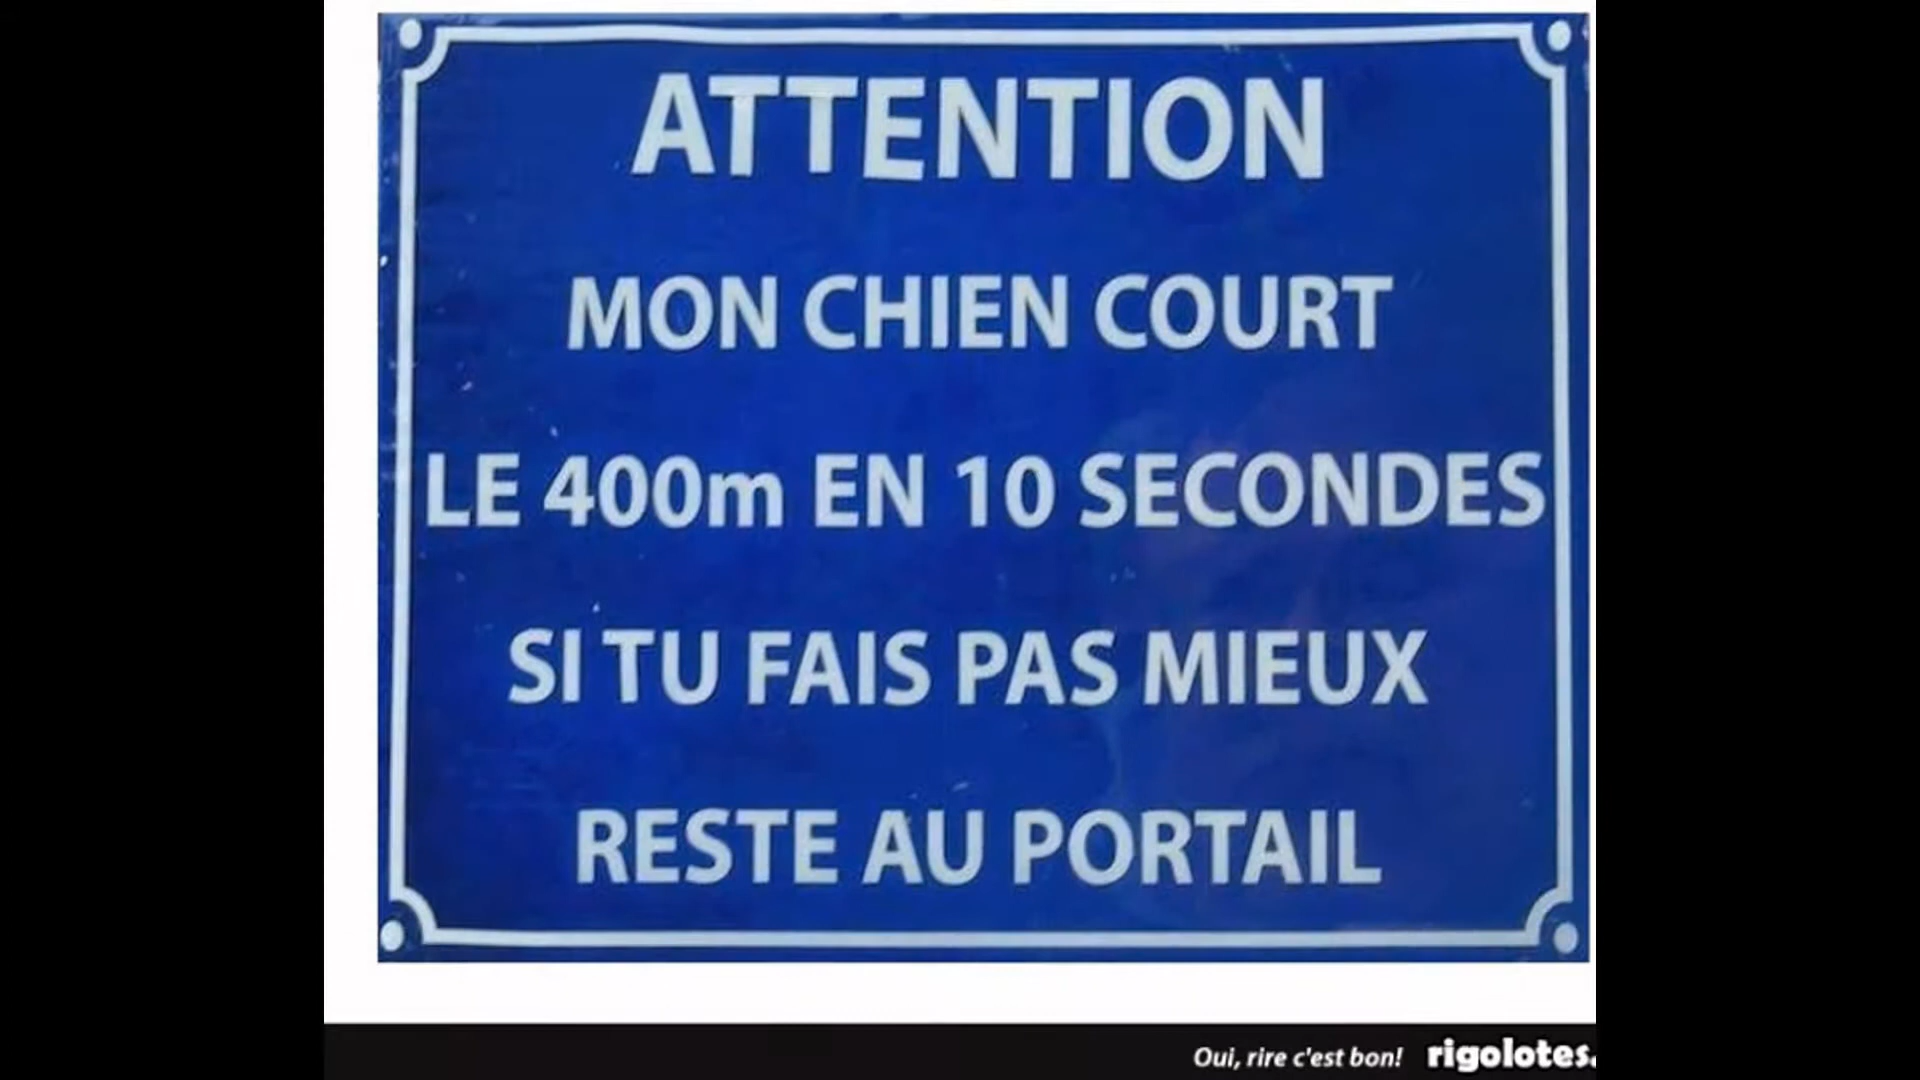 ATTENTION
MON CHIEN COURT
LE 400m EN 10 SECONDES
SI TU FAIS PAS MIEUX
RESTE AU PORTAIL
Oui, rire c'est bon! rigolotes.